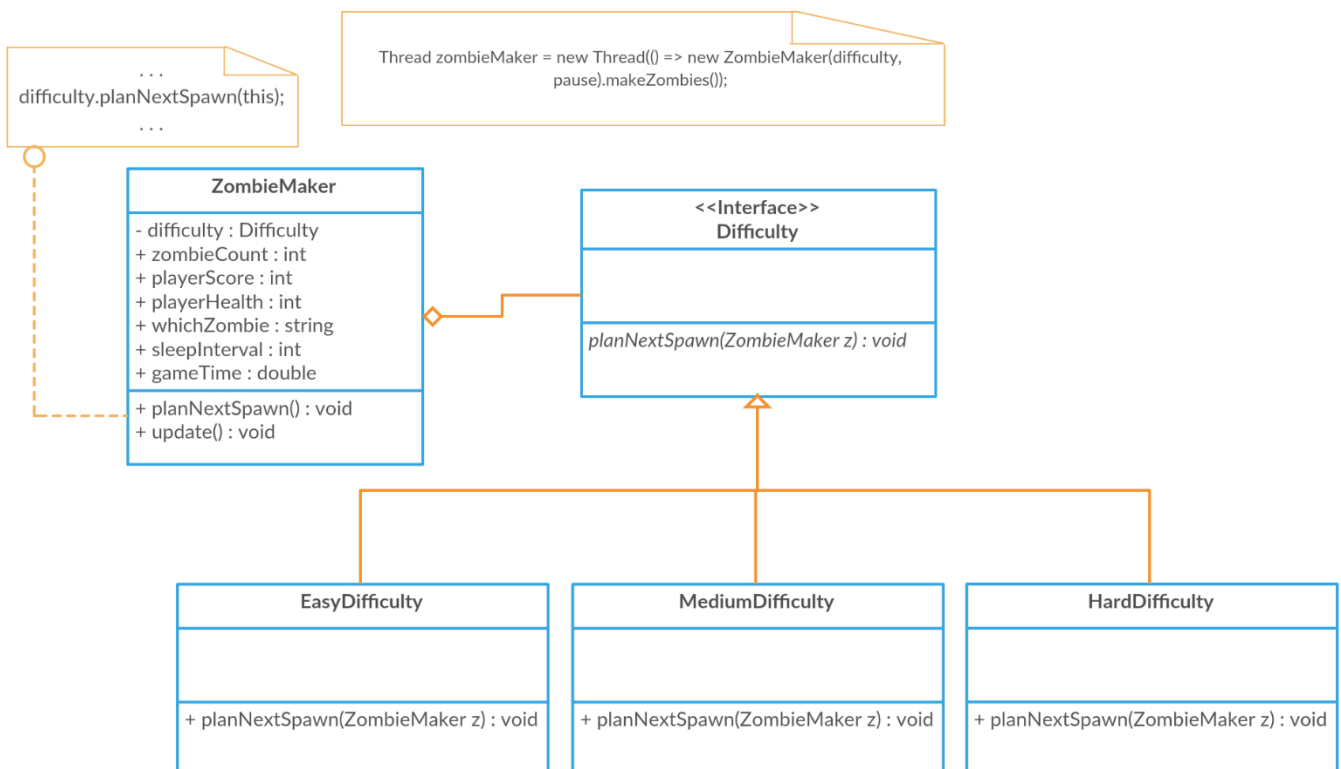 . . .
difficulty.planNextSpawn(this);
. . .
Thread zombieMaker = new Thread(() => new ZombieMaker(difficulty,
pause).makeZombies());
ZombieMaker
- difficulty : Difficulty
+ zombieCount : int
+ playerScore : int
+ playerHealth : int
+ whichZombie : string
+ sleepInterval : int
+ gameTime : double
+ planNextSpawn() : void
+ update() : void
<<Interface>>
Difficulty
planNextSpawn(ZombieMaker z) : void
EasyDifficulty
+ planNextSpawn(ZombieMaker z) : void
MediumDifficulty
+ planNextSpawn(ZombieMaker z) : void
HardDifficulty
+ planNextSpawn(ZombieMaker z) : void